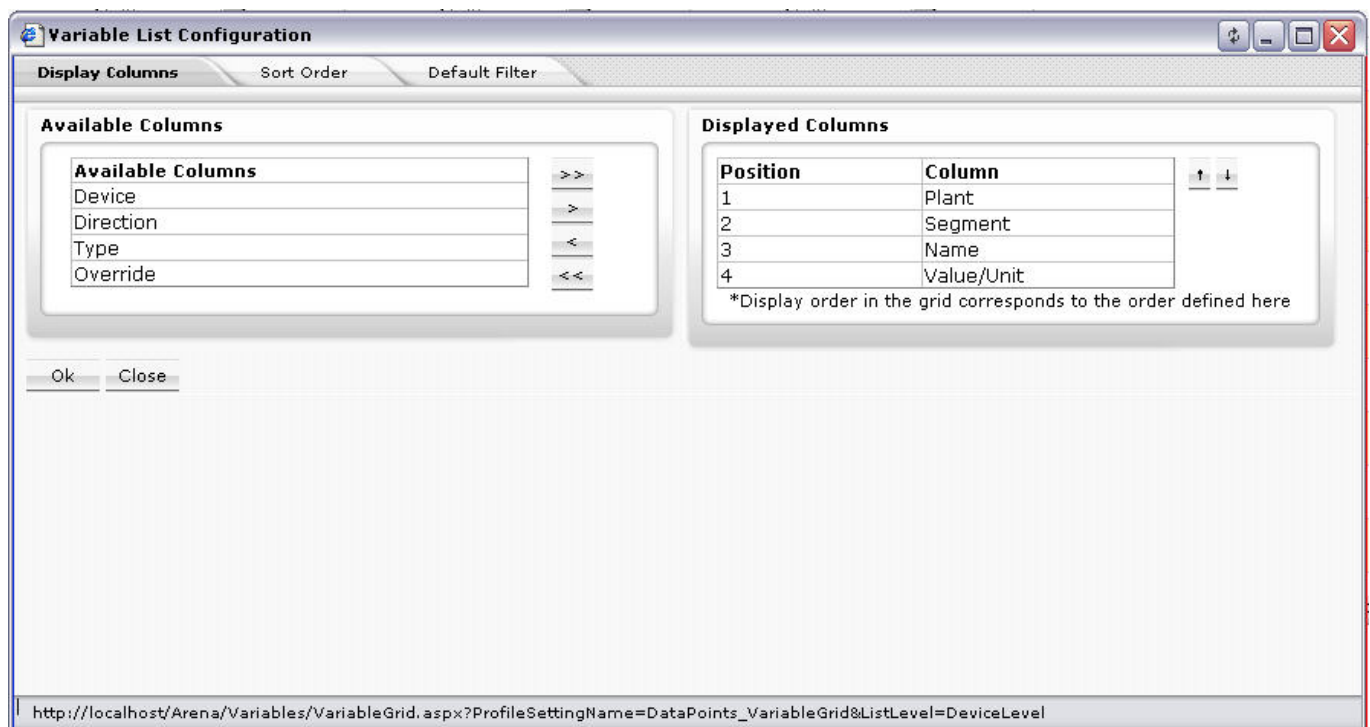 Variable List Configuration
Display Columns Sort Order Default Filter
Available Columns
Available Columns
Device
Direction
Type
Override
>>
>
<
<<
Displayed Columns
Position Column
1 Plant
2 Segment
3 Name
4 Value/Unit
*Display order in the grid corresponds to the order defined here
Ok Close
http://localhost/Arena/Variables/VariableGrid.aspx?ProfileSettingName=DataPoints_VariableGrid&ListLevel=DeviceLevel